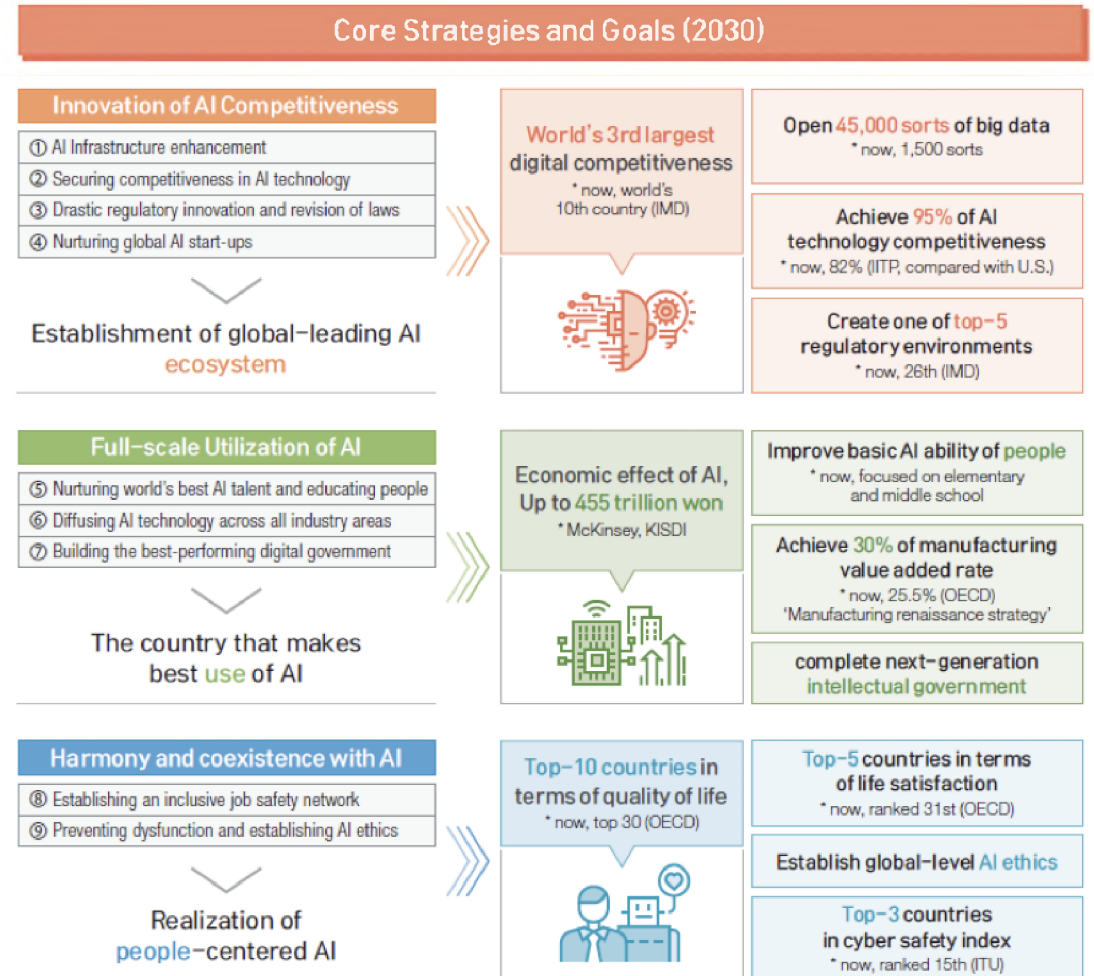 Core Strategies and Goals (2030)
Innovation of AI Competitiveness
① AI Infrastructure enhancement
② Securing competitiveness in AI technology
③ Drastic regulatory innovation and revision of laws
④ Nurturing global AI start-ups
Establishment of global-leading AI
ecosystem
World's 3rd largest
digital competitiveness
* now, world's
10th country (IMD)
Open 45,000 sorts of big data
* now, 1,500 sorts
Achieve 95% of AI
technology competitiveness
* now, 82% (IITP, compared with U.S.)
Create one of top-5
regulatory environments
* now, 26th (IMD)
Full-scale Utilization of AI
⑤ Nurturing world's best AI talent and educating people
⑥ Diffusing AI technology across all industry areas
⑦ Building the best-performing digital government
The country that makes
best use of AI
Economic effect of AI,
Up to 455 trillion won
* McKinsey, KISDI
Improve basic AI ability of people
* now, focused on elementary
and middle school
Achieve 30% of manufacturing
value added rate
* now, 25.5% (OECD)
'Manufacturing renaissance strategy'
complete next-generation
intellectual government
Harmony and coexistence with AI
⑧ Establishing an inclusive job safety network
⑨ Preventing dysfunction and establishing AI ethics
Realization of
people-centered AI
Top-10 countries in
terms of quality of life
* now, top 30 (OECD)
Top-5 countries in terms
of life satisfaction
* now, ranked 31st (OECD)
Establish global-level AI ethics
Top-3 countries
in cyber safety index
* now, ranked 15th (ITU)